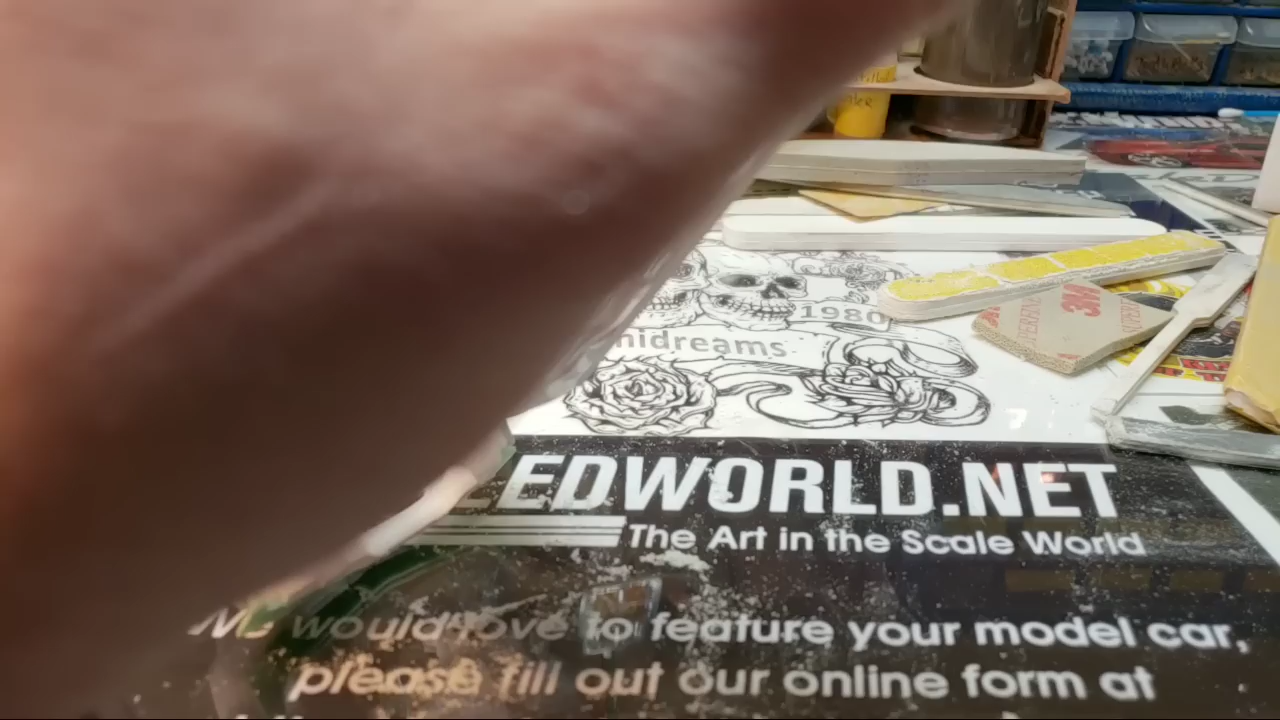 1980
midreams
3M
EDWORLD.NET
The Art in the Scale World
We would love to feature your model car,
please fill out our online form at